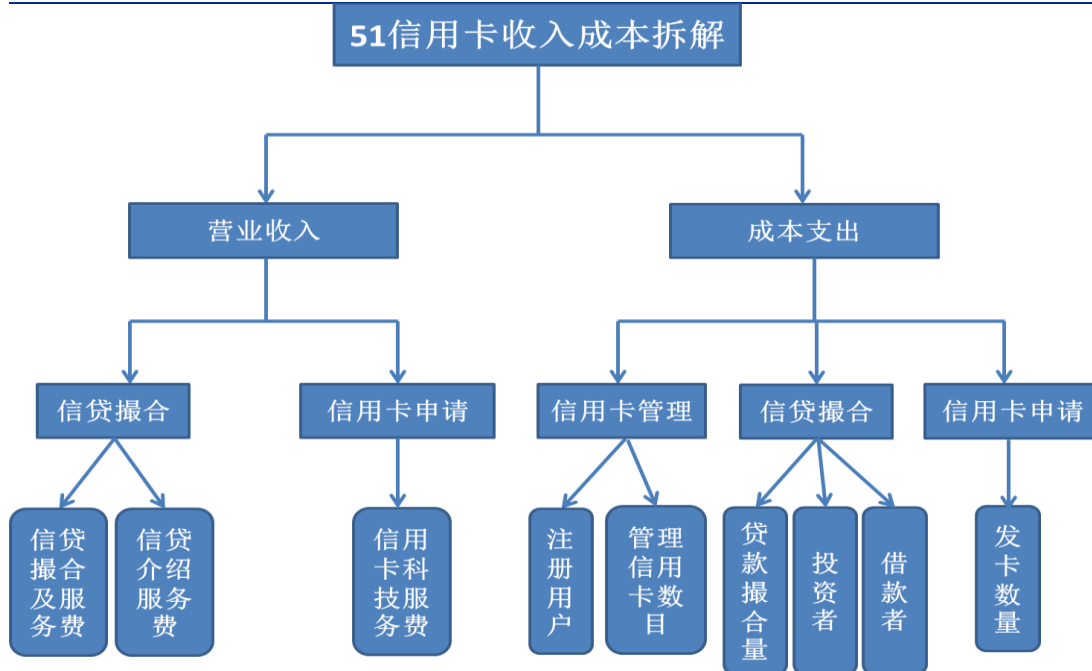 51信用卡收入成本拆解
营业收入
成本支出
信贷撮合
信用卡申请
信用卡管理
信贷撮合
信用卡申请
信贷
撮合
及服
务费
信贷
介绍
服务
费
信用
卡科
技服
务费
注
册
用
户
管理
信用
卡数
目
贷
款
撮
合
量
投
资
者
借
款
者
发
卡
数
量